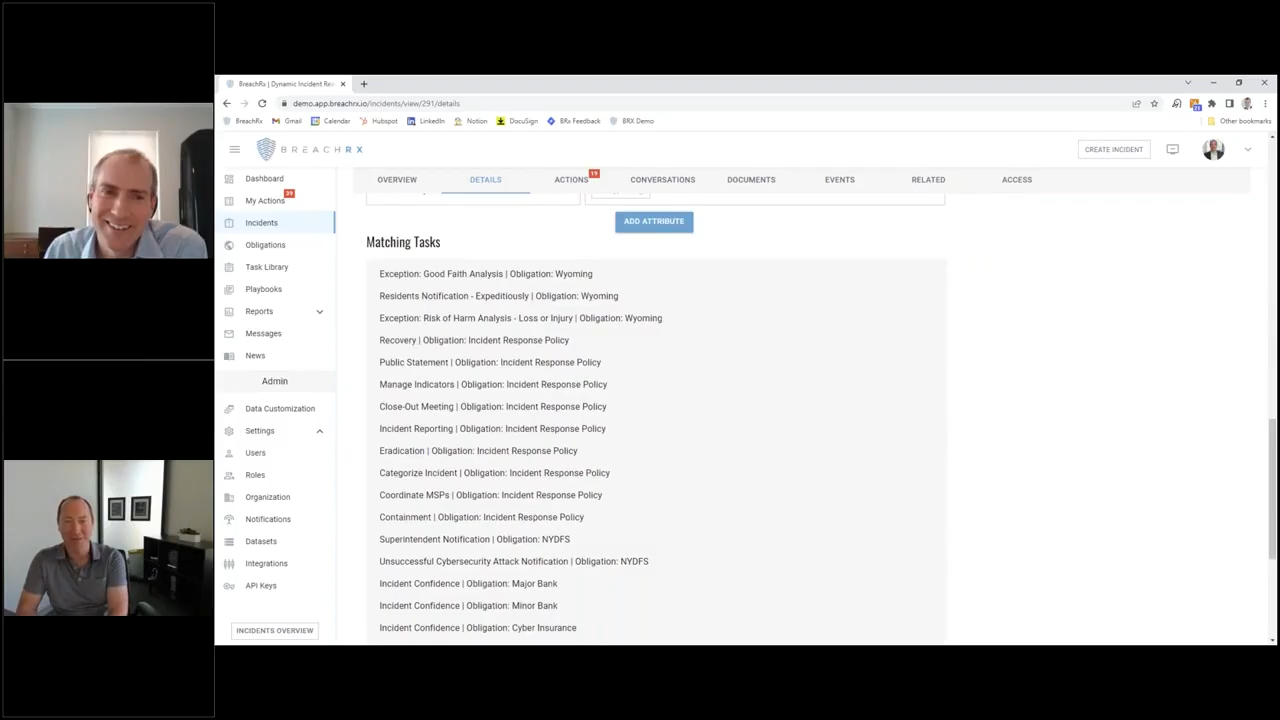 BreachRx | Dynamic Incident Re
demo.app.breachrx.io/incidents/view/291/details
BreachRx Gmail Calendar Hubspot LinkedIn Notion DocuSign BRx Feedback BRX Demo Other bookmarks
BREACHRX CREATE INCIDENT
OVERVIEW DETAILS ACTIONS 19 CONVERSATIONS DOCUMENTS EVENTS RELATED ACCESS
Dashboard
My Actions 39
Incidents
Obligations
Task Library
Playbooks
Reports
Messages
News
Admin
Data Customization
Settings
Users
Roles
Organization
Notifications
Datasets
Integrations
API Keys
INCIDENTS OVERVIEW
ADD ATTRIBUTE
Matching Tasks
Exception: Good Faith Analysis | Obligation: Wyoming
Residents Notification - Expeditiously | Obligation: Wyoming
Exception: Risk of Harm Analysis - Loss or Injury | Obligation: Wyoming
Recovery | Obligation: Incident Response Policy
Public Statement | Obligation: Incident Response Policy
Manage Indicators | Obligation: Incident Response Policy
Close-Out Meeting | Obligation: Incident Response Policy
Incident Reporting | Obligation: Incident Response Policy
Eradication | Obligation: Incident Response Policy
Categorize Incident | Obligation: Incident Response Policy
Coordinate MSPs | Obligation: Incident Response Policy
Containment | Obligation: Incident Response Policy
Superintendent Notification | Obligation: NYDFS
Unsuccessful Cybersecurity Attack Notification | Obligation: NYDFS
Incident Confidence | Obligation: Major Bank
Incident Confidence | Obligation: Minor Bank
Incident Confidence | Obligation: Cyber Insurance